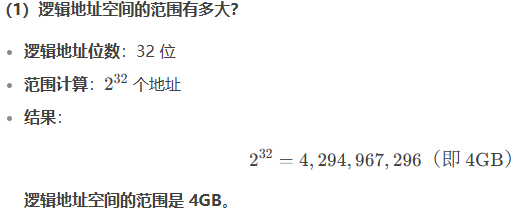 (1) 逻辑地址空间的范围有多大?
• 逻辑地址位数：32 位
• 范围计算：2^32 个地址
• 结果：
2^32 = 4,294,967,296（即 4GB）
逻辑地址空间的范围是 4GB。